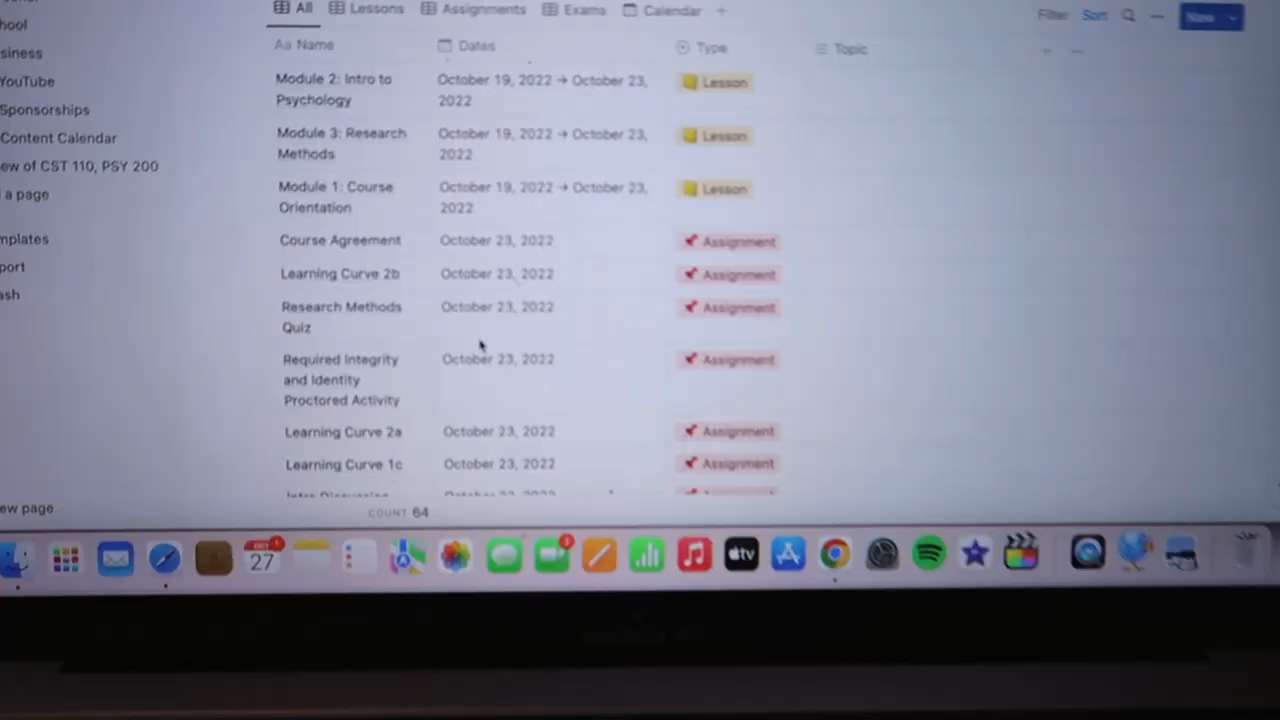 All Lessons Assignments Exams Calendar +
Filter Sort New
Aa Name Dates Type Topic
Module 2: Intro to
Psychology
October 19, 2022 → October 23,
2022
Lesson
Module 3: Research
Methods
October 19, 2022 → October 23,
2022
Lesson
Module 1: Course
Orientation
October 19, 2022 → October 23,
2022
Lesson
Course Agreement October 23, 2022 Assignment
Learning Curve 2b October 23, 2022 Assignment
Research Methods
Quiz
October 23, 2022 Assignment
Required Integrity
and Identity
Proctored Activity
October 23, 2022 Assignment
Learning Curve 2a October 23, 2022 Assignment
Learning Curve 1c October 23, 2022 Assignment
COUNT 64
hool
siness
YouTube
Sponsorships
Content Calendar
ew of CST 110, PSY 200
a page
mplates
port
ash
ew page
OCT
27
tv